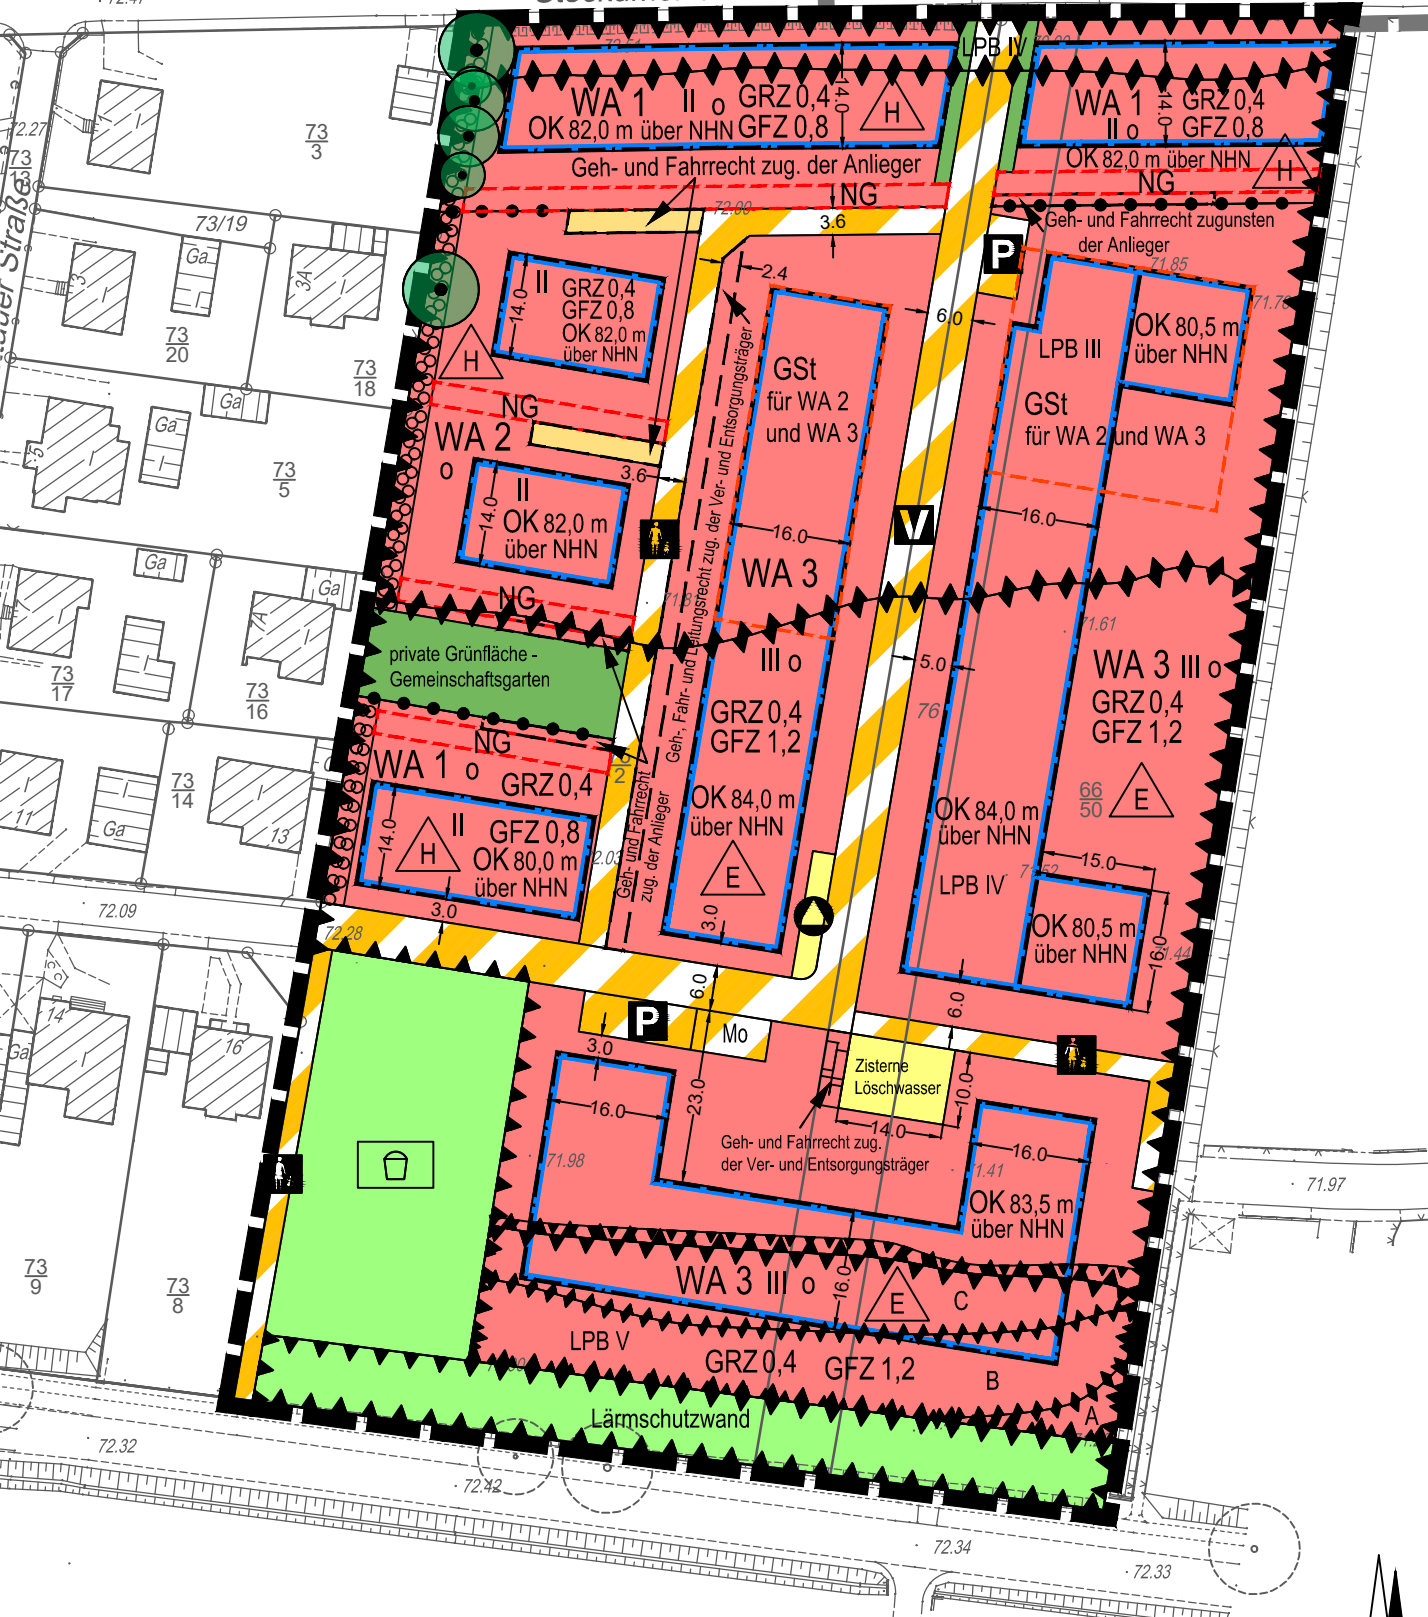 72.27
73
3
73/19
Ga
3
3A
73
20
73
18
Ga
Ga
5
73
5
Ga
Ga
73
17
73
16
73
14
Ga
11
13
72.09
72.28
14
16
Ga
73
9
73
8
72.32
72.42
72.34
72.33
71.97
WA 1 II o GRZ 0,4
OK 82,0 m über NHN GFZ 0,8
H
14.0
LPB IV
WA 1 GRZ 0,4
II o GFZ 0,8
14.0
OK 82,0 m über NHN
H
Geh- und Fahrrecht zug. der Anlieger
NG
NG
72.00
3.6
Geh- und Fahrrecht zugunsten
der Anlieger
P
71.85
II
GRZ 0,4
GFZ 0,8
OK 82,0 m
über NHN
14.0
H
2.4
6.0
GSt
für WA 2
und WA 3
LPB III
OK 80,5 m
über NHN
GSt
für WA 2 und WA 3
NG
WA 2
o
3.6
II
OK 82,0 m
über NHN
14.0
V
16.0
16.0
WA 3
NG
Geh-, Fahr- und Leitungsrecht zug. der Ver- und Entsorgungsträger
71.61
private Grünfläche -
Gemeinschaftsgarten
III o
5.0
WA 3 III o
GRZ 0,4
GFZ 1,2
76
GRZ 0,4
GFZ 1,2
NG
WA 1 o
GRZ 0,4
2
66
50
E
II GFZ 0,8
OK 80,0 m
über NHN
H
14.0
3.0
OK 84,0 m
über NHN
E
3.0
Geh- und Fahrrecht
zug. der Anlieger
OK 84,0 m
über NHN
LPB IV
15.0
OK 80,5 m
über NHN
16.0
6.0
6.0
P
Mo
3.0
16.0
23.0
Zisterne
Löschwasser
10.0
14.0
Geh- und Fahrrecht zug.
der Ver- und Entsorgungsträger
71.98
16.0
OK 83,5 m
über NHN
WA 3 III o
16.0
E
C
LPB V
GRZ 0,4 GFZ 1,2
B
A
Lärmschutzwand